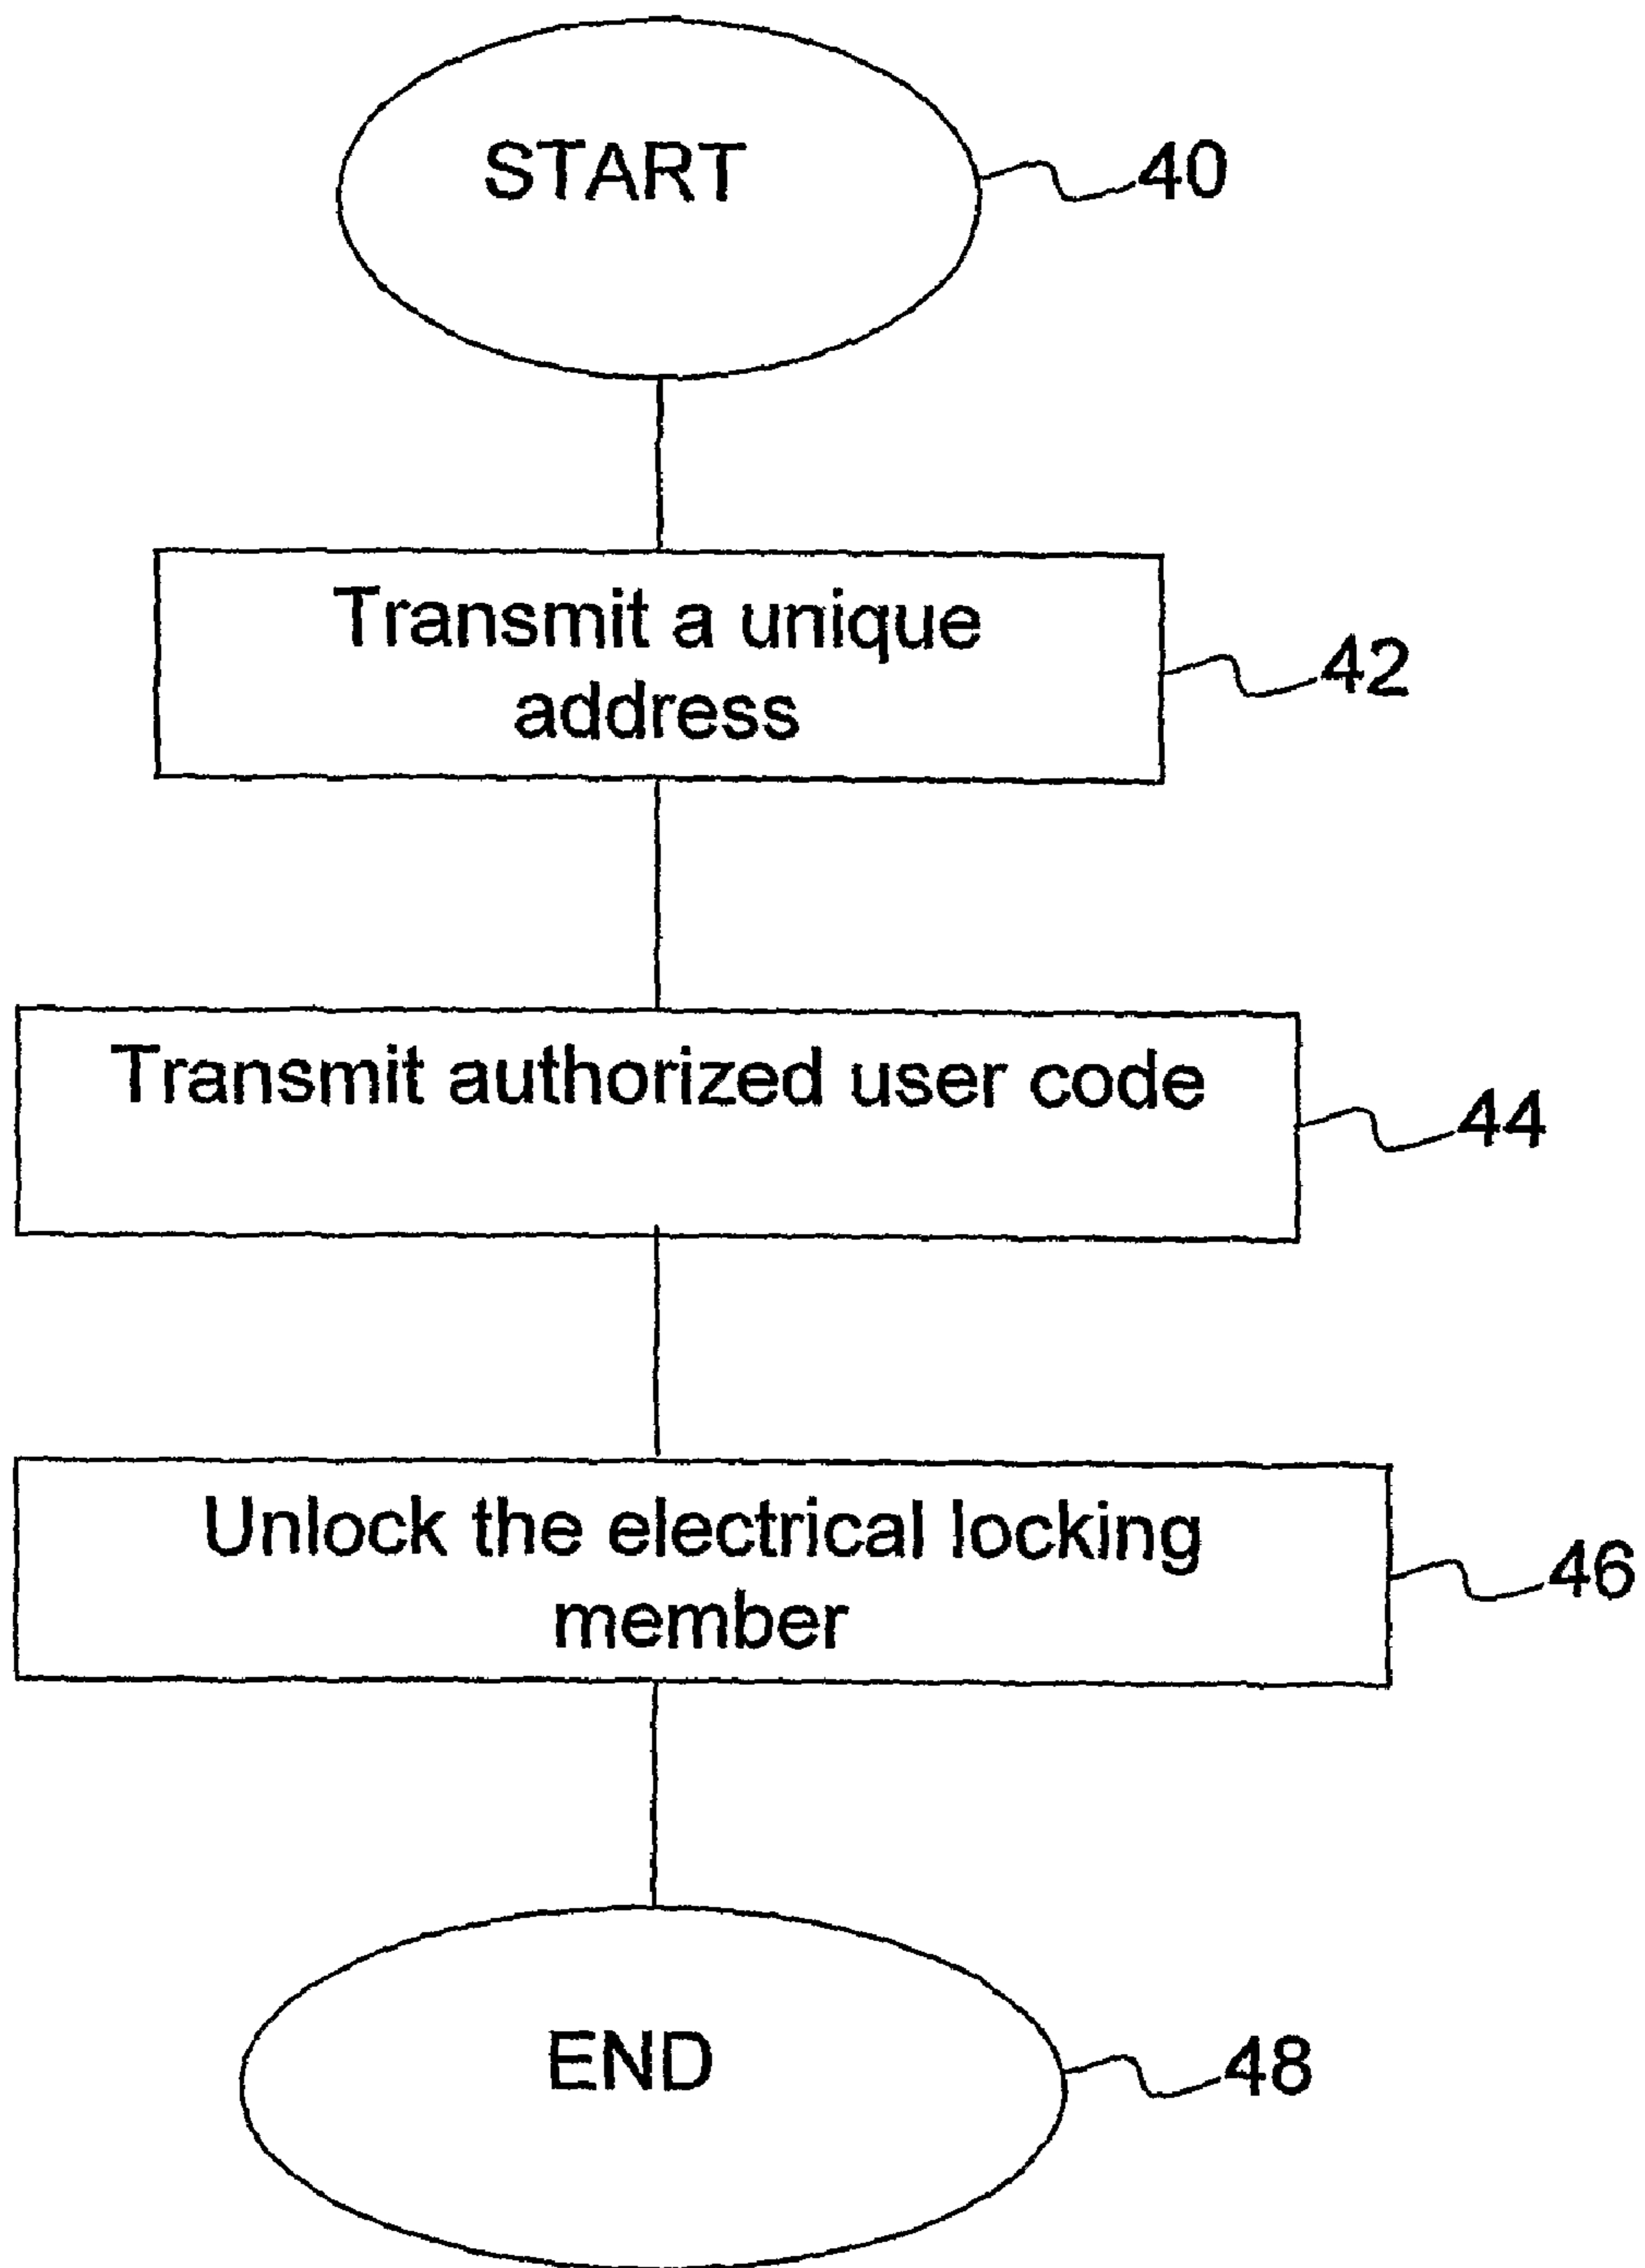 START
40
Transmit a unique
address
42
Transmit authorized user code
44
Unlock the electrical locking
member
46
END
48